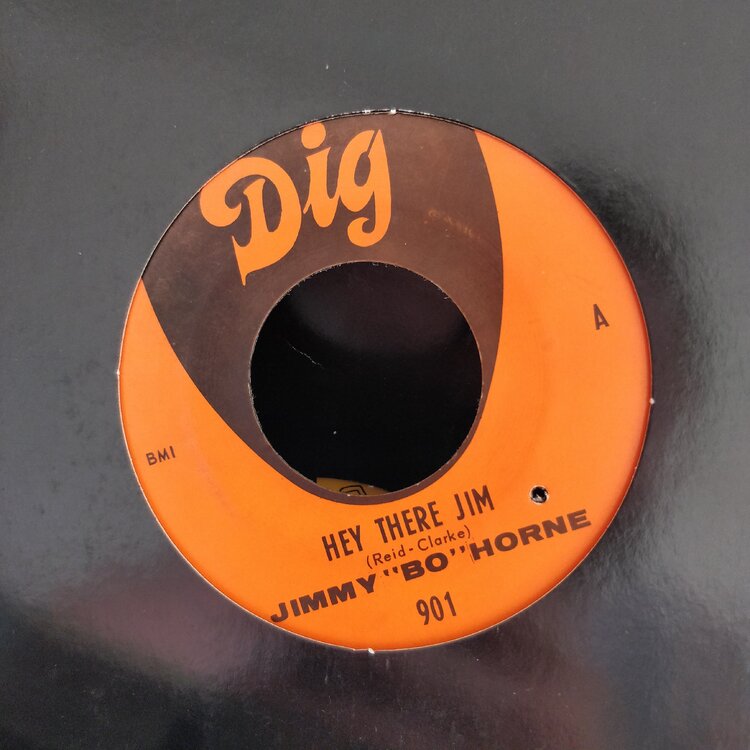 Dig
A
BMI
HEY THERE JIM
(Reid-Clarke)
JIMMY "BO" HORNE
901